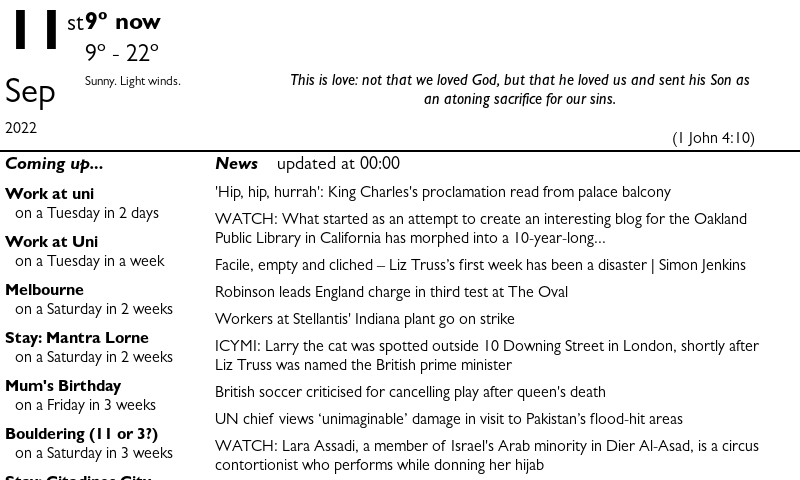 11st
9° now
9° - 22°
Sunny. Light winds.
Sep
2022
This is love: not that we loved God, but that he loved us and sent his Son as
an atoning sacrifice for our sins.
(1 John 4:10)
Coming up...
Work at uni
on a Tuesday in 2 days
Work at Uni
on a Tuesday in a week
Melbourne
on a Saturday in 2 weeks
Stay: Mantra Lorne
on a Saturday in 2 weeks
Mum's Birthday
on a Friday in 3 weeks
Bouldering (11 or 3?)
on a Saturday in 3 weeks
Stay: Citadines City
News updated at 00:00
'Hip, hip, hurrah': King Charles's proclamation read from palace balcony
WATCH: What started as an attempt to create an interesting blog for the Oakland
Public Library in California has morphed into a 10-year-long...
Facile, empty and cliched – Liz Truss’s first week has been a disaster | Simon Jenkins
Robinson leads England charge in third test at The Oval
Workers at Stellantis' Indiana plant go on strike
ICYMI: Larry the cat was spotted outside 10 Downing Street in London, shortly after
Liz Truss was named the British prime minister
British soccer criticised for cancelling play after queen's death
UN chief views ‘unimaginable’ damage in visit to Pakistan’s flood-hit areas
WATCH: Lara Assadi, a member of Israel's Arab minority in Dier Al-Asad, is a circus
contortionist who performs while donning her hijab